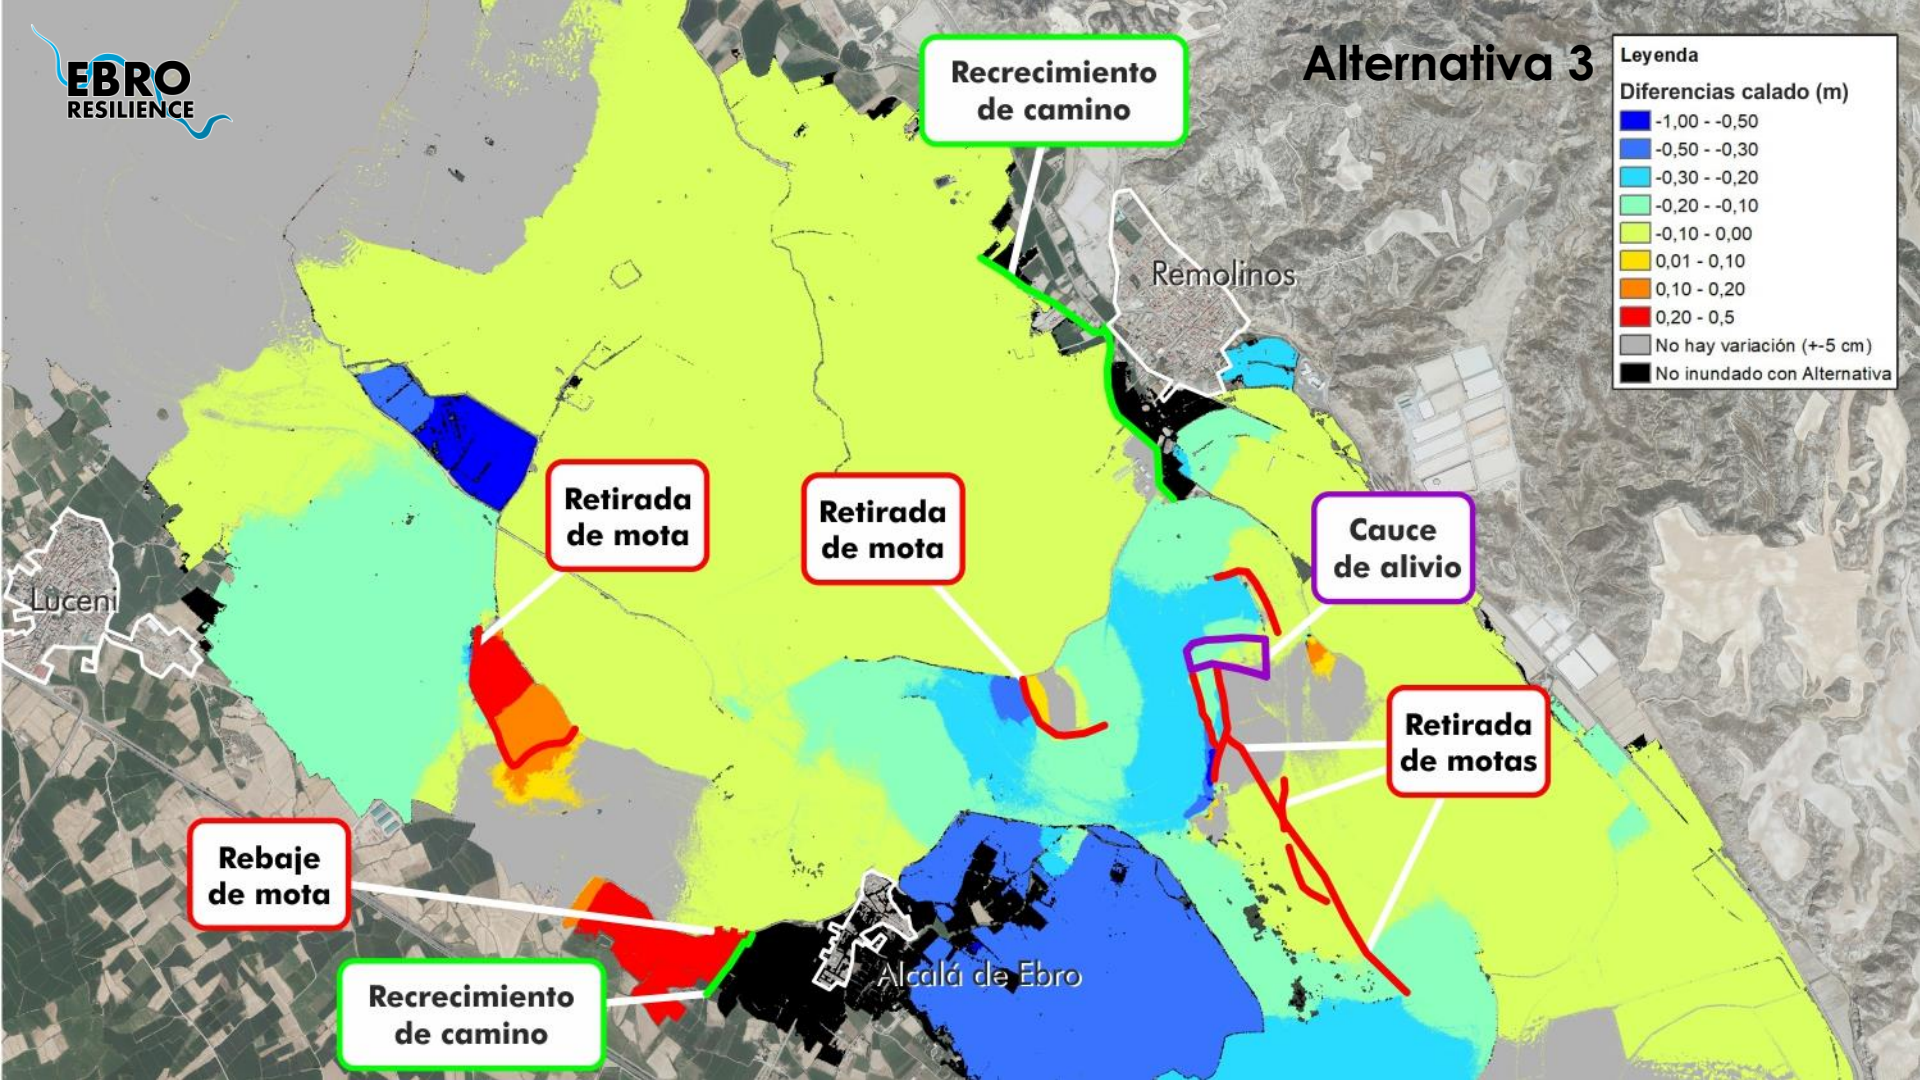 EBRO
RESILIENCE
Recrecimiento
de camino
Alternativa 3
Leyenda
Diferencias calado (m)
-1,00 - -0,50
-0,50 - -0,30
-0,30 - -0,20
-0,20 - -0,10
-0,10 - 0,00
0,01 - 0,10
0,10 - 0,20
0,20 - 0,5
No hay variación (+-5 cm)
No inundado con Alternativa
Remolinos
Retirada
de mota
Retirada
de mota
Cauce
de alivio
Luceni
Retirada
de motas
Rebaje
de mota
Alcalá de Ebro
Recrecimiento
de camino